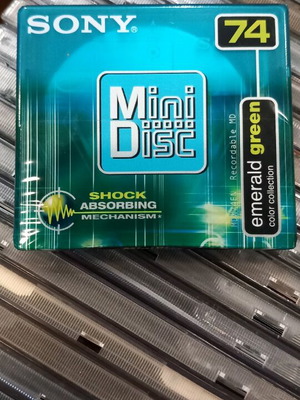 SONY
74
Mini
Disc
Recordable MD
emerald green
color collection
SHOCK
ABSORBING
MECHANISM